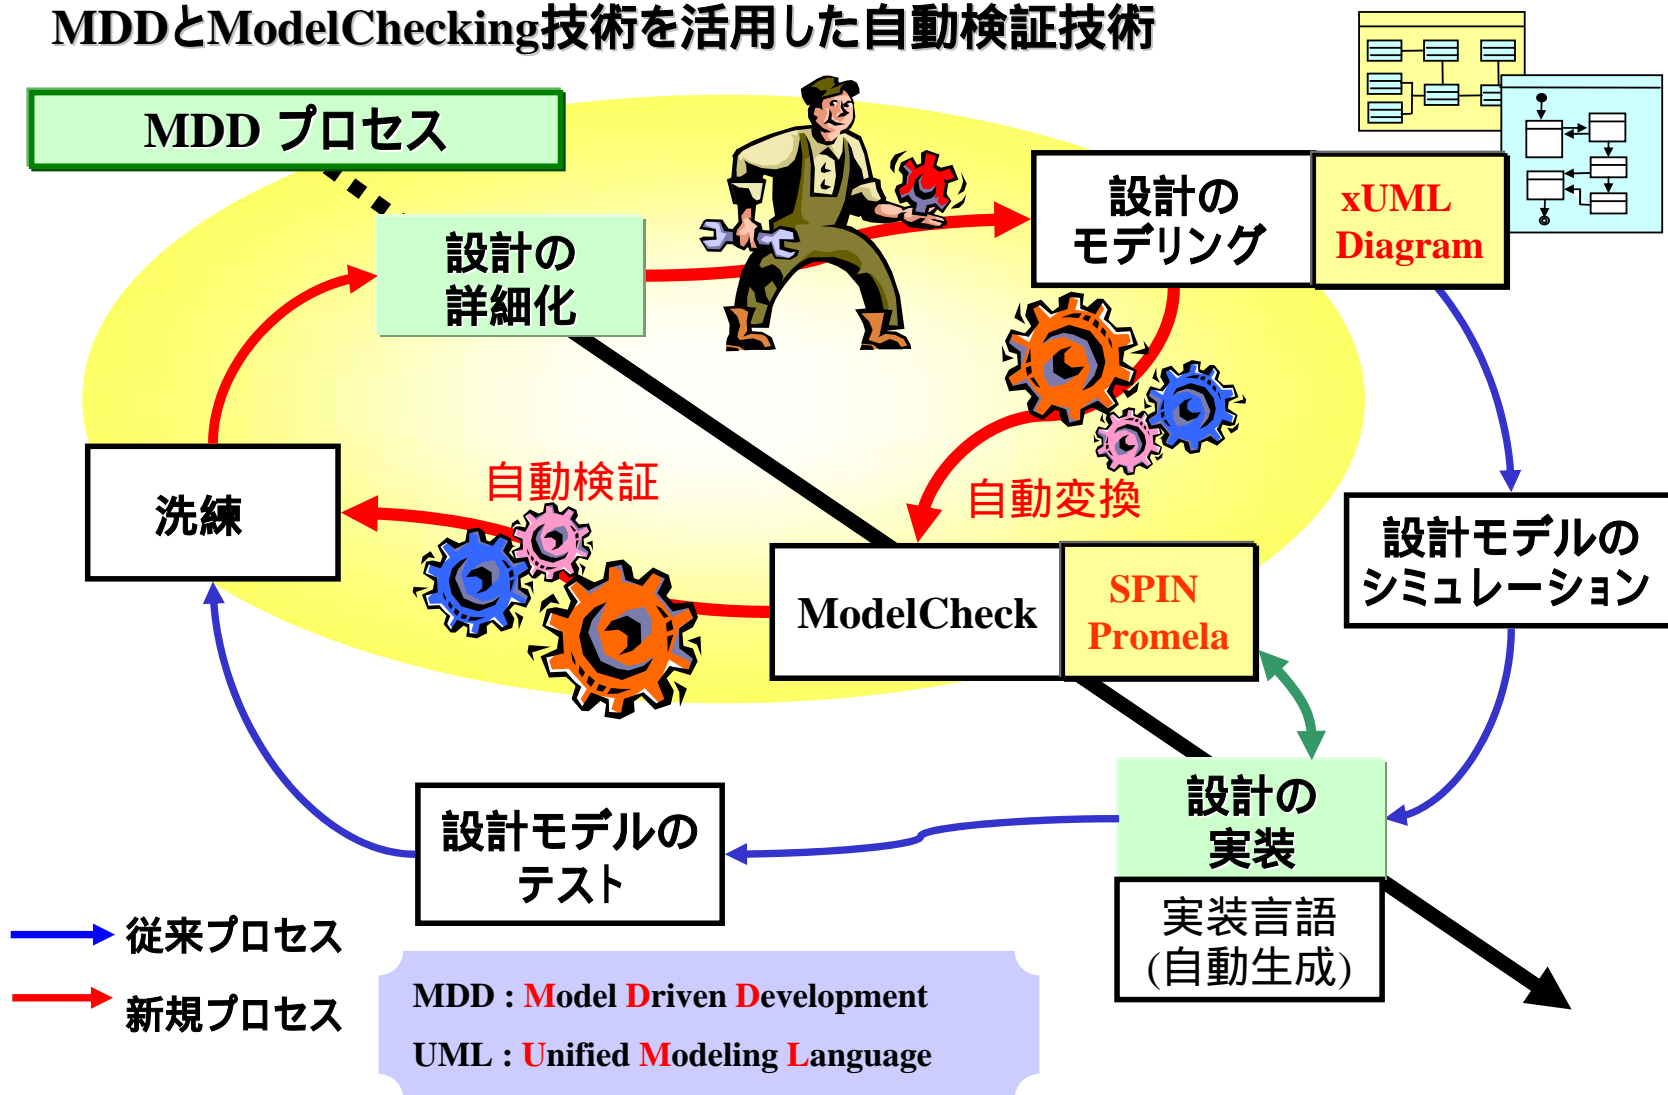 MDDとModelChecking技術を活用した自動検証技術
MDD プロセス
設計の
詳細化
設計の
モデリング
xUML
Diagram
自動検証
自動変換
洗練
ModelCheck
SPIN
Promela
設計モデルの
シミュレーション
設計モデルの
テスト
設計の
実装
実装言語
(自動生成)
従来プロセス
新規プロセス
MDD : Model Driven Development
UML : Unified Modeling Language